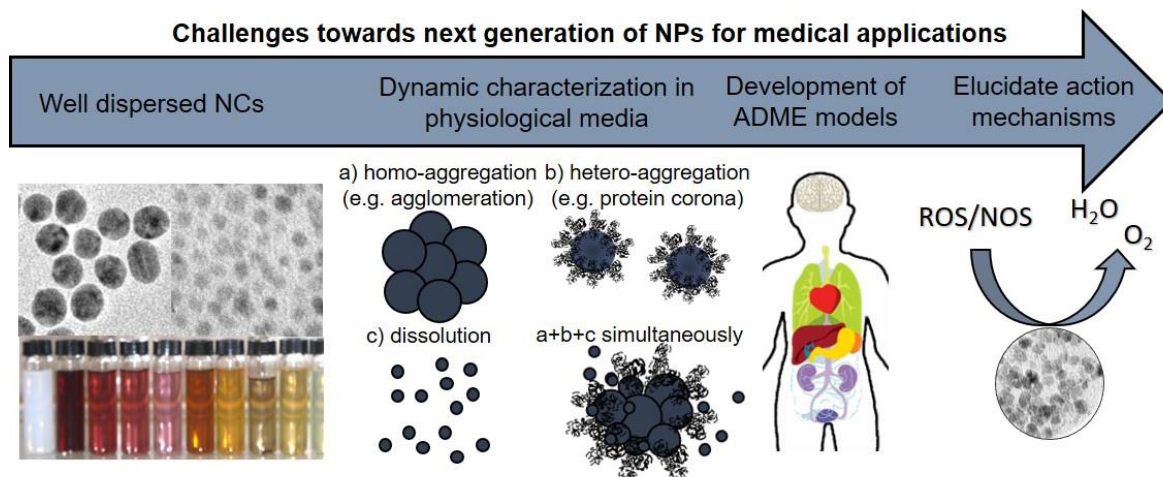 Challenges towards next generation of NPs for medical applications
Well dispersed NCs
Dynamic characterization in
physiological media
Development of
ADME models
Elucidate action
mechanisms
a) homo-aggregation
(e.g. agglomeration)
b) hetero-aggregation
(e.g. protein corona)
c) dissolution
a+b+c simultaneously
ROS/NOS
H₂O
O₂